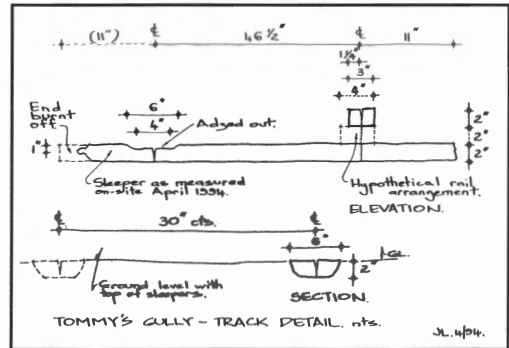 (11") ℄ 46 ½" ℄ 11"
1¼"
3"
4"
6"
4"
End burnt off.
Adzed out.
1"
2"
2"
2"
Sleeper as measured
on-site April 1994.
Hypothetical rail
arrangement.
ELEVATION.
℄ 30" cts. ℄
6"
GL.
2"
Ground level with
top of sleepers.
SECTION.
TOMMY'S GULLY - TRACK DETAIL. nts.
JL. 4/94.